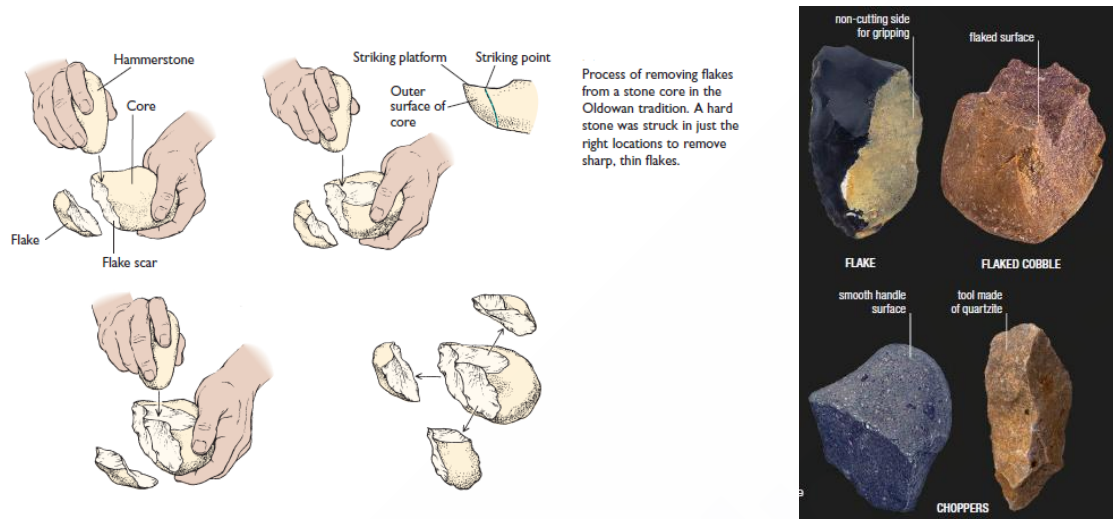 Hammerstone
Core
Flake
Flake scar
Striking platform
Striking point
Outer
surface of
core
Process of removing flakes
from a stone core in the
Oldowan tradition. A hard
stone was struck in just the
right locations to remove
sharp, thin flakes.
non-cutting side
for gripping
flaked surface
FLAKE
FLAKED COBBLE
smooth handle
surface
tool made
of quartzite
e
CHOPPERS